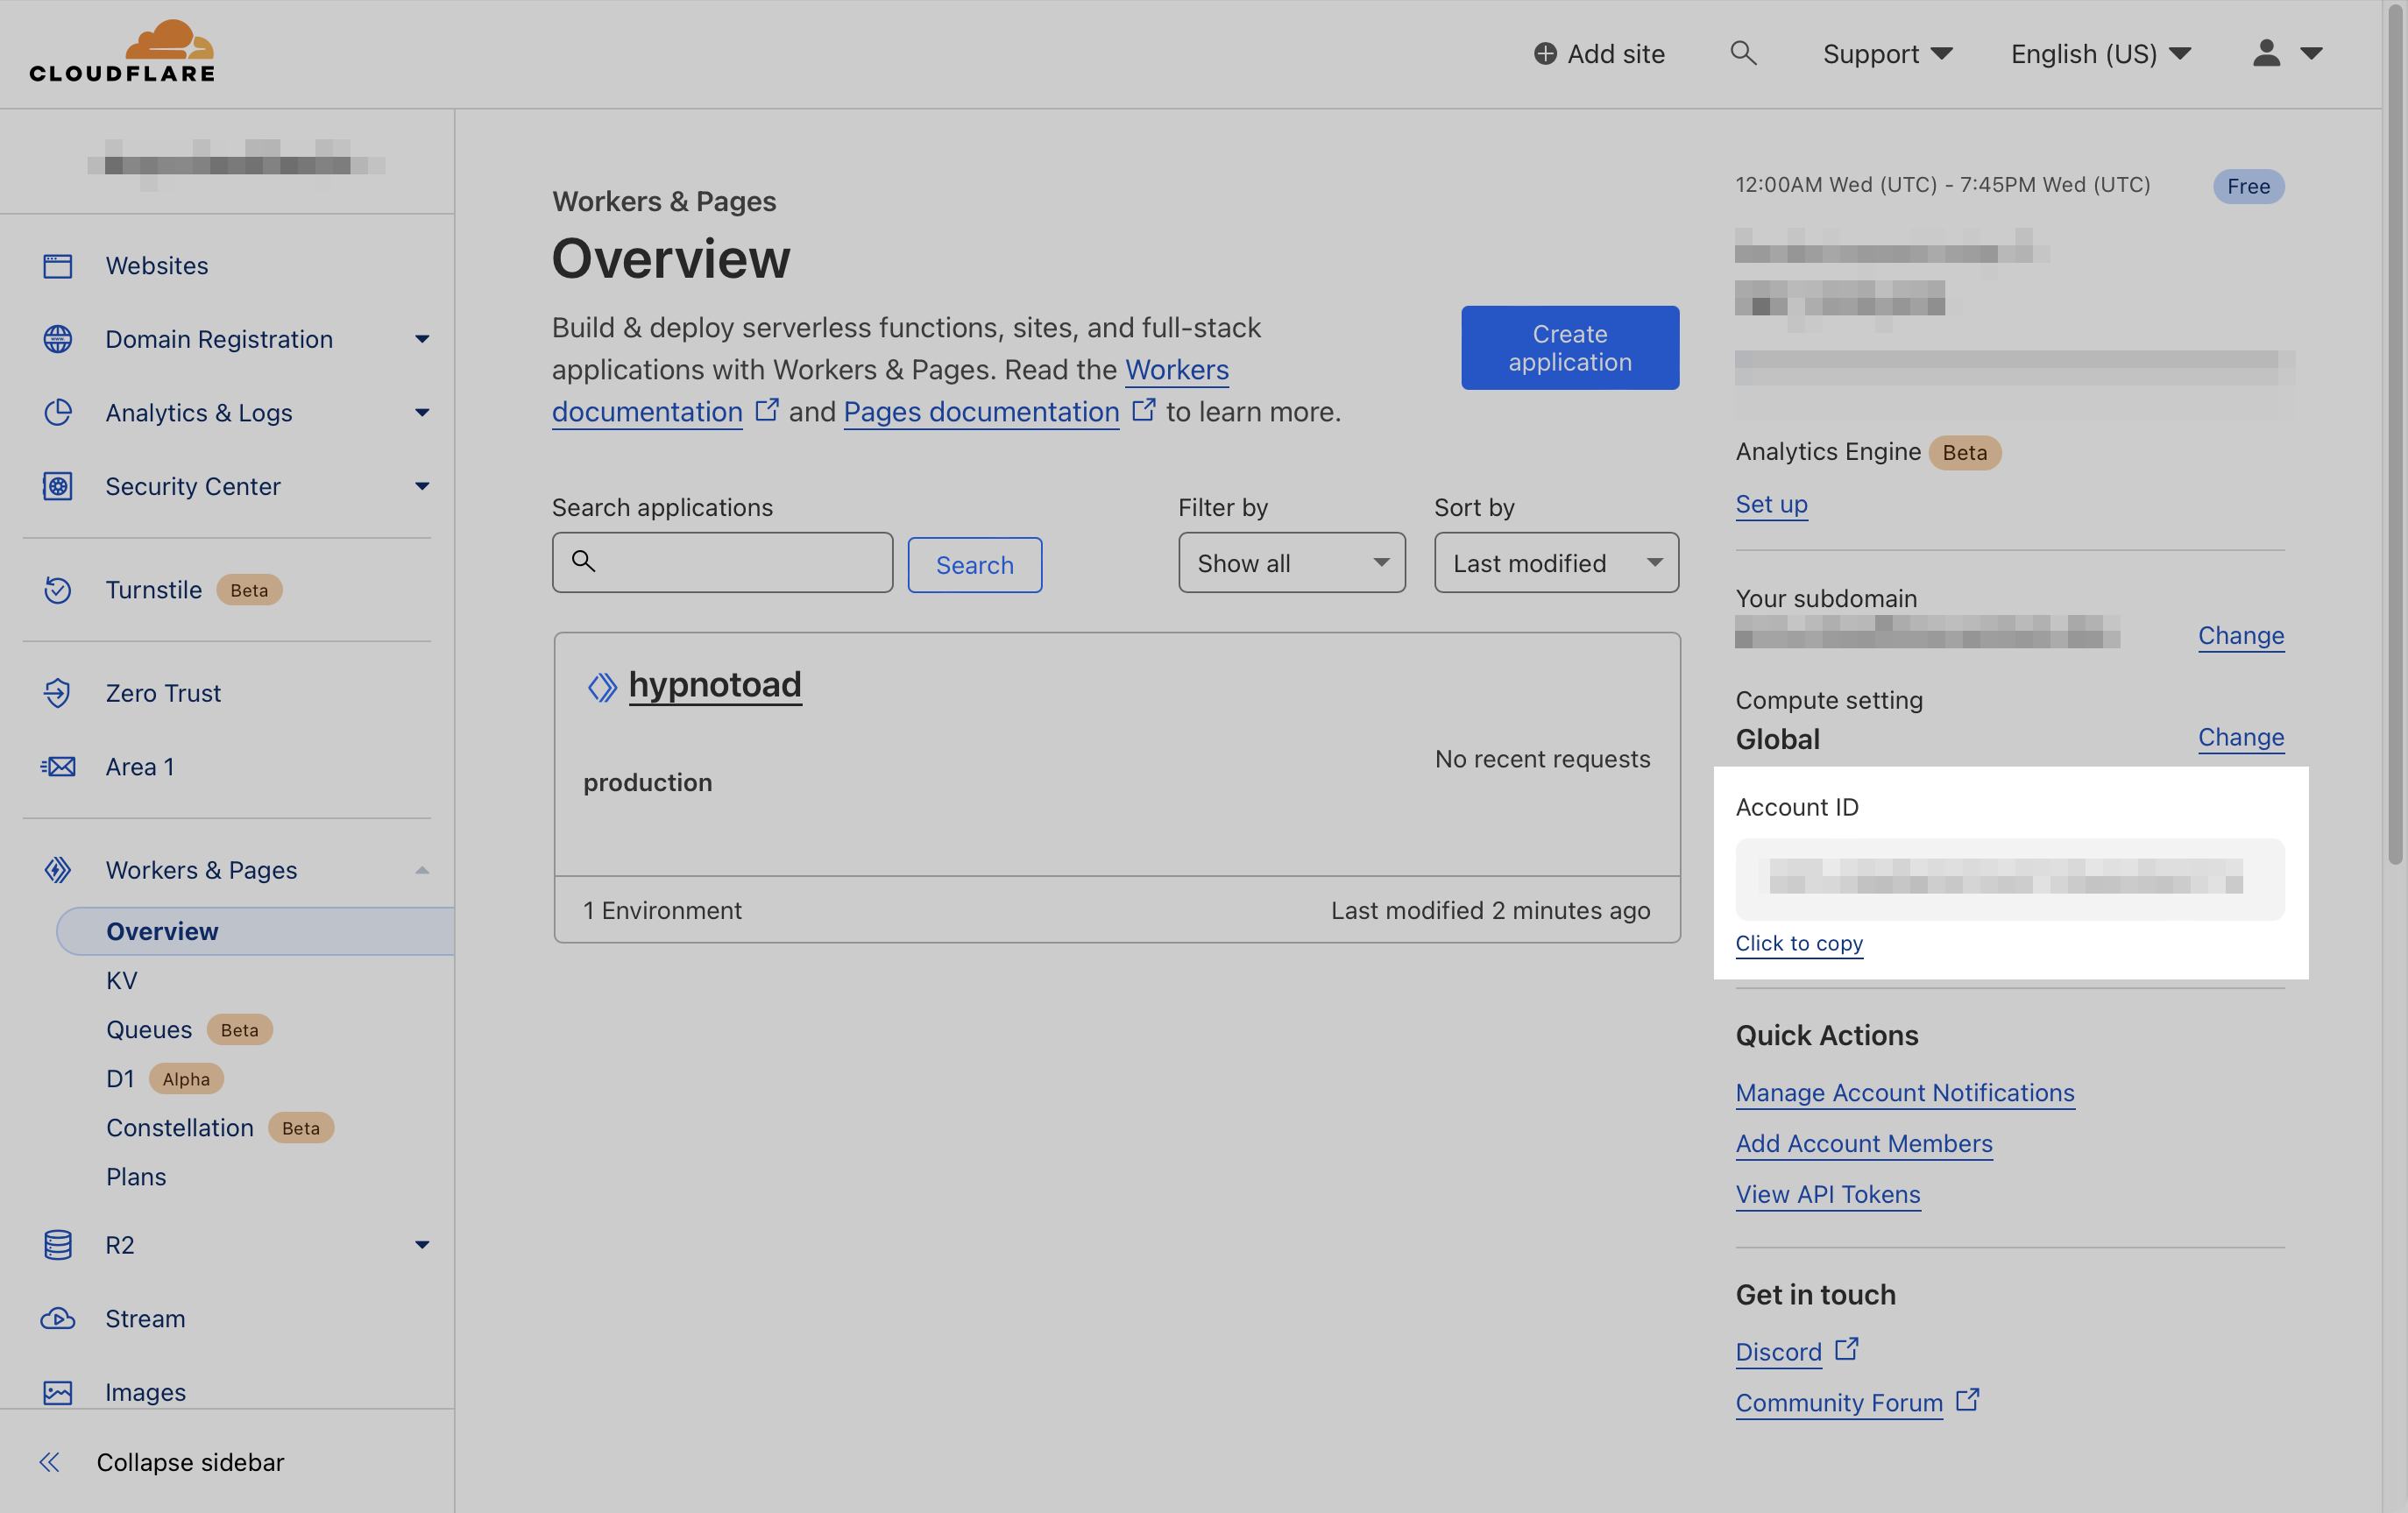 CLOUDFLARE
Add site
Support
English (US)
Websites
Domain Registration
Analytics & Logs
Security Center
Turnstile Beta
Zero Trust
Area 1
Workers & Pages
Overview
KV
Queues Beta
D1 Alpha
Constellation Beta
Plans
R2
Stream
Images
Collapse sidebar
Workers & Pages
Overview
Build & deploy serverless functions, sites, and full-stack
applications with Workers & Pages. Read the Workers
documentation and Pages documentation to learn more.
Create
application
Search applications
Search
Filter by
Show all
Sort by
Last modified
hypnotoad
No recent requests
production
1 Environment
Last modified 2 minutes ago
12:00AM Wed (UTC) - 7:45PM Wed (UTC)
Free
Analytics Engine Beta
Set up
Your subdomain
Change
Compute setting
Global
Change
Account ID
Click to copy
Quick Actions
Manage Account Notifications
Add Account Members
View API Tokens
Get in touch
Discord
Community Forum